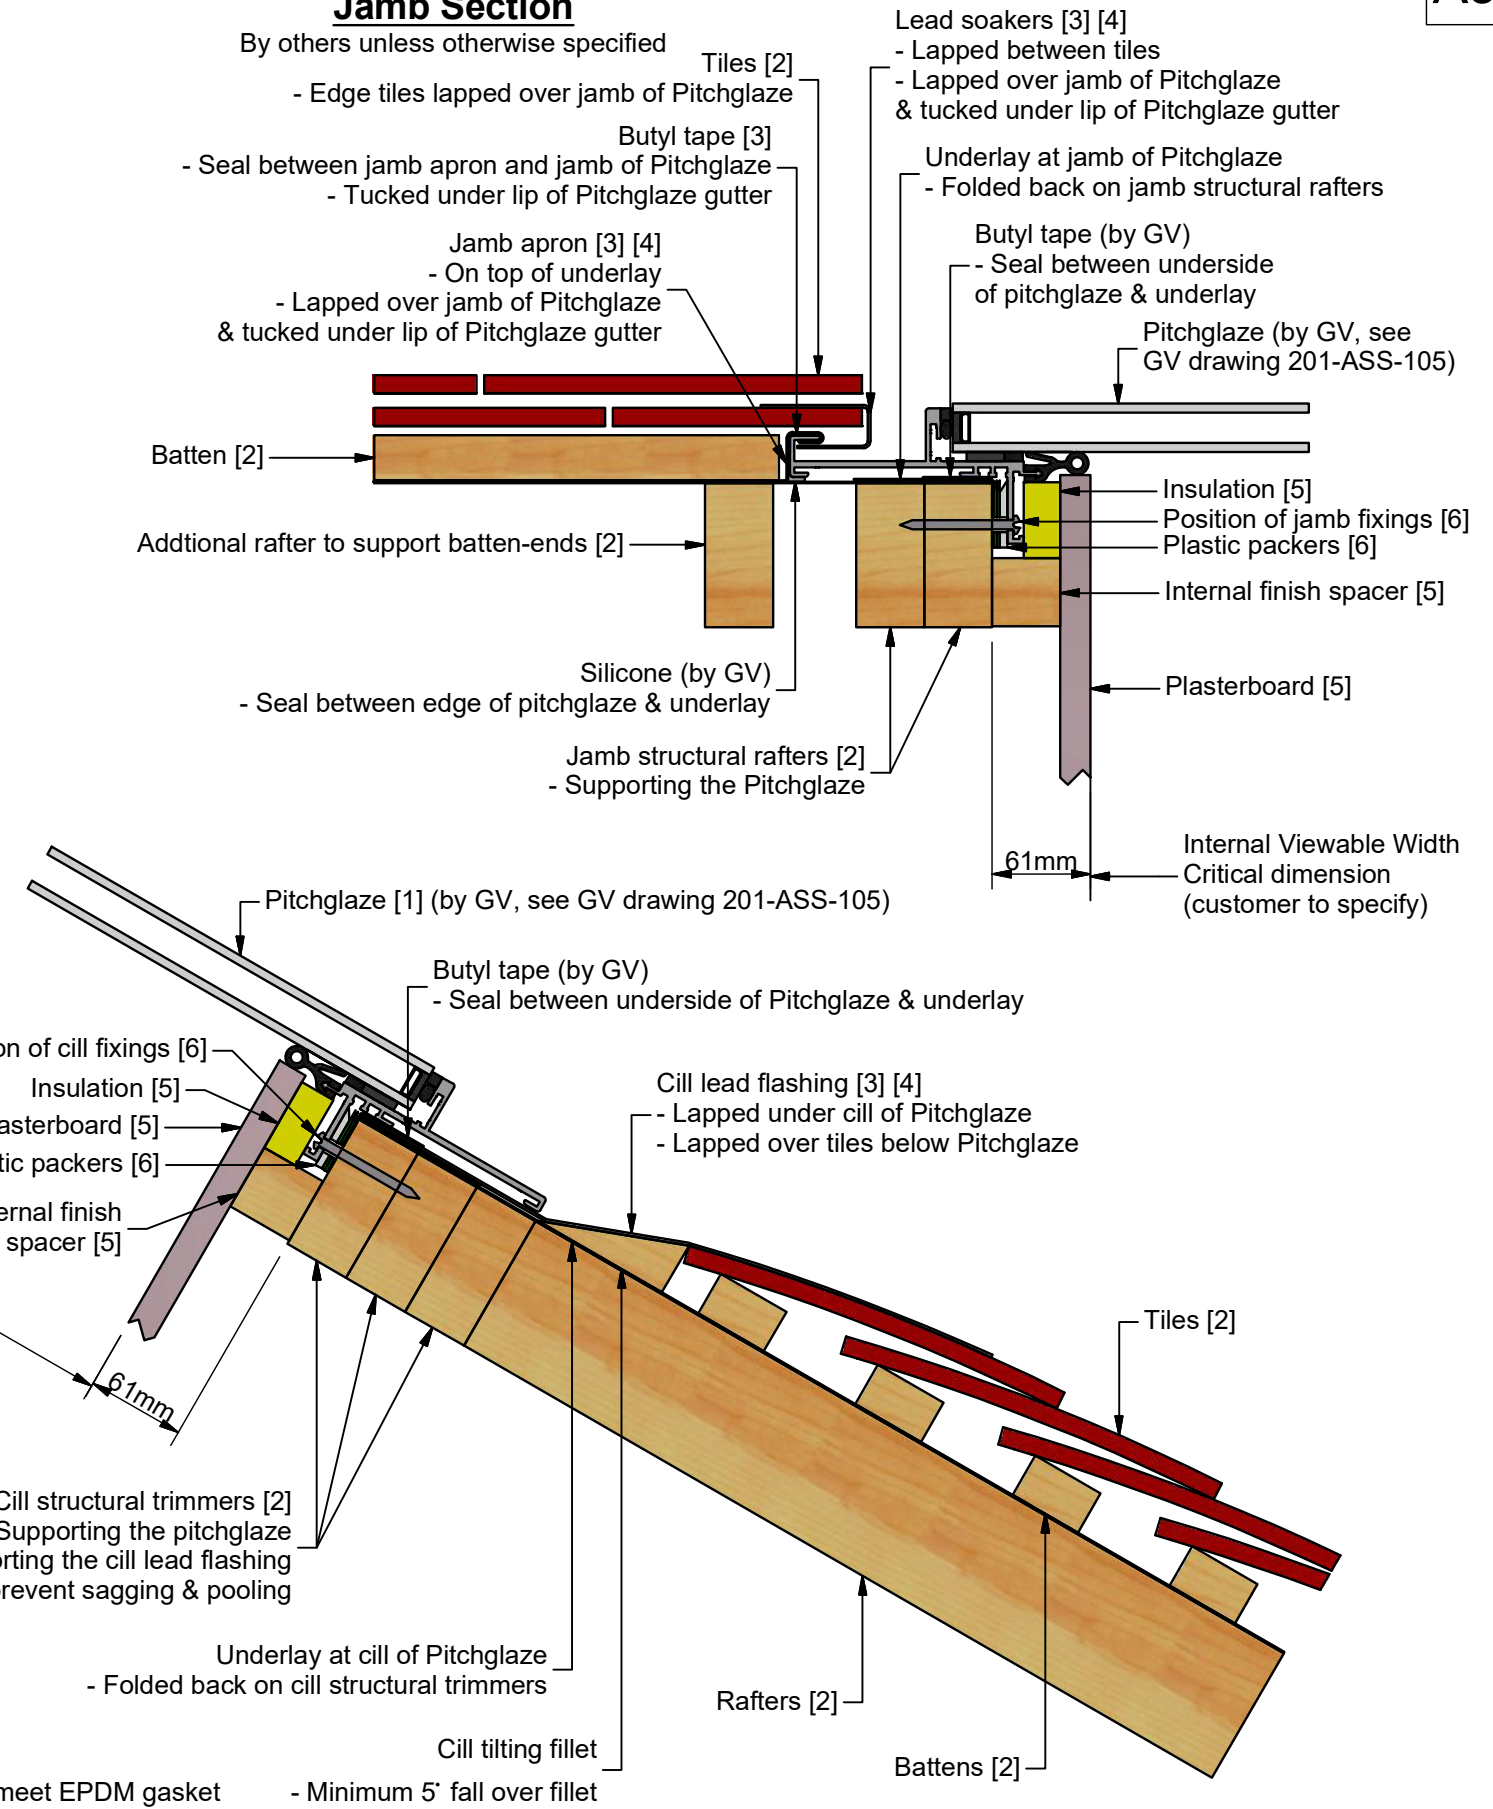 Jamb Section
By others unless otherwise specified
Tiles [2]
- Edge tiles lapped over jamb of Pitchglaze
Butyl tape [3]
- Seal between jamb apron and jamb of Pitchglaze
- Tucked under lip of Pitchglaze gutter
Jamb apron [3] [4]
- On top of underlay
- Lapped over jamb of Pitchglaze
& tucked under lip of Pitchglaze gutter
Lead soakers [3] [4]
- Lapped between tiles
- Lapped over jamb of Pitchglaze
& tucked under lip of Pitchglaze gutter
Underlay at jamb of Pitchglaze
- Folded back on jamb structural rafters
Butyl tape (by GV)
- Seal between underside
of pitchglaze & underlay
Pitchglaze (by GV, see
GV drawing 201-ASS-105)
Batten [2]
Addtional rafter to support batten-ends [2]
Insulation [5]
Position of jamb fixings [6]
Plastic packers [6]
Internal finish spacer [5]
Silicone (by GV)
- Seal between edge of pitchglaze & underlay
Plasterboard [5]
Jamb structural rafters [2]
- Supporting the Pitchglaze
61mm
Internal Viewable Width
Critical dimension
(customer to specify)
Pitchglaze [1] (by GV, see GV drawing 201-ASS-105)
Butyl tape (by GV)
- Seal between underside of Pitchglaze & underlay
on of cill fixings [6]
Insulation [5]
asterboard [5]
tic packers [6]
ernal finish
spacer [5]
Cill lead flashing [3] [4]
- Lapped under cill of Pitchglaze
- Lapped over tiles below Pitchglaze
Tiles [2]
61mm
Cill structural trimmers [2]
Supporting the pitchglaze
rting the cill lead flashing
revent sagging & pooling
Underlay at cill of Pitchglaze
- Folded back on cill structural trimmers
Rafters [2]
Cill tilting fillet
- Minimum 5° fall over fillet
Battens [2]
meet EPDM gasket